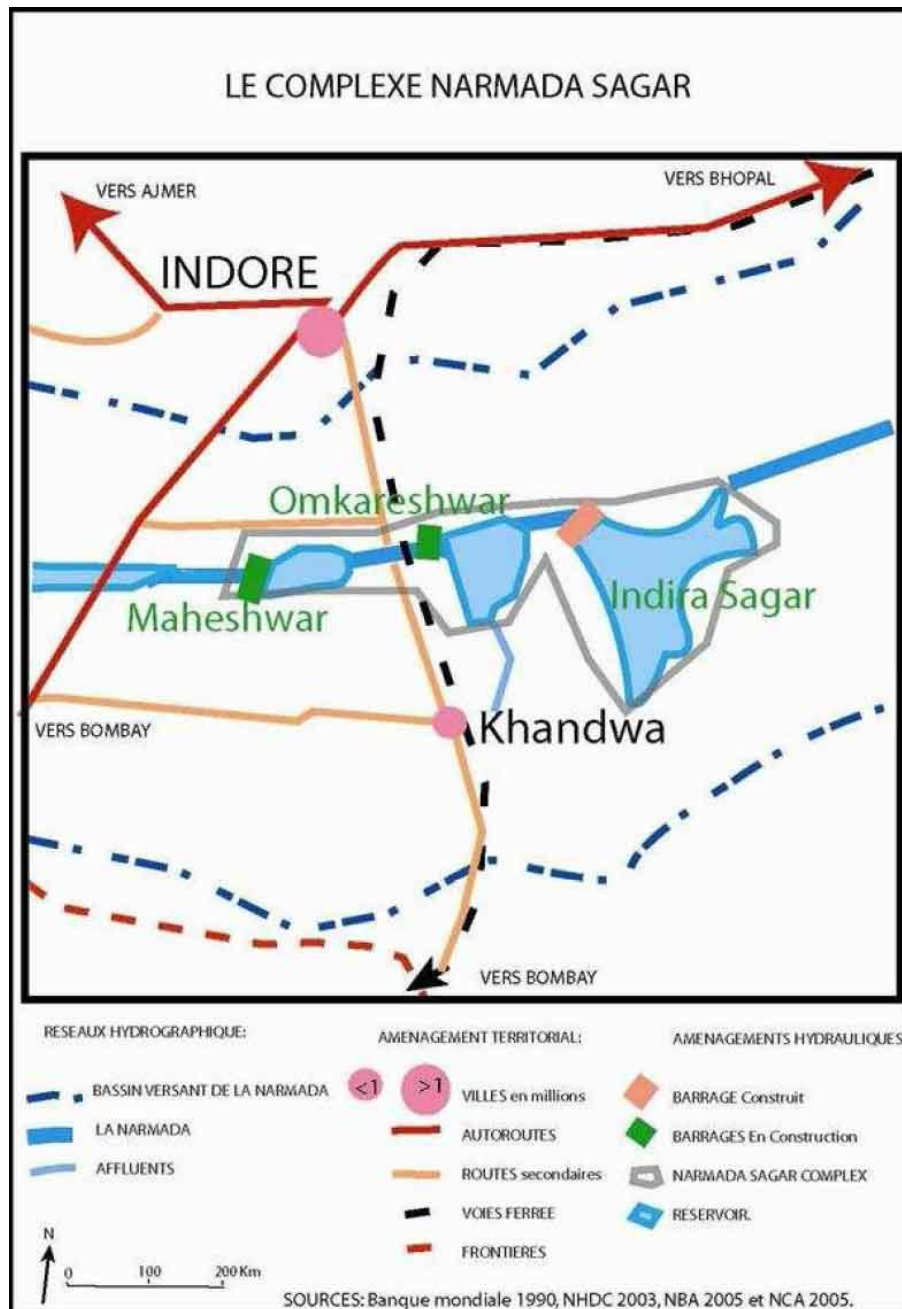 LE COMPLEXE NARMADA SAGAR
VERS AJMER
VERS BHOPAL
INDORE
Omkareshwar
Maheshwar
Indira Sagar
VERS BOMBAY
Khandwa
VERS BOMBAY
RESEAUX HYDROGRAPHIQUE:
BASSIN VERSANT DE LA NARMADA
LA NARMADA
AFFLUENTS
AMENAGEMENT TERRITORIAL:
<1 >1 VILLES en millions
AUTOROUTES
ROUTES secondaires
VOIES FERREE
FRONTIERES
AMENAGEMENTS HYDRAULIQUES
BARRAGE Construit
BARRAGES En Construction
NARMADA SAGAR COMPLEX
RESERVOIR.
N
0 100 200 Km
SOURCES: Banque mondiale 1990, NHDC 2003, NBA 2005 et NCA 2005.